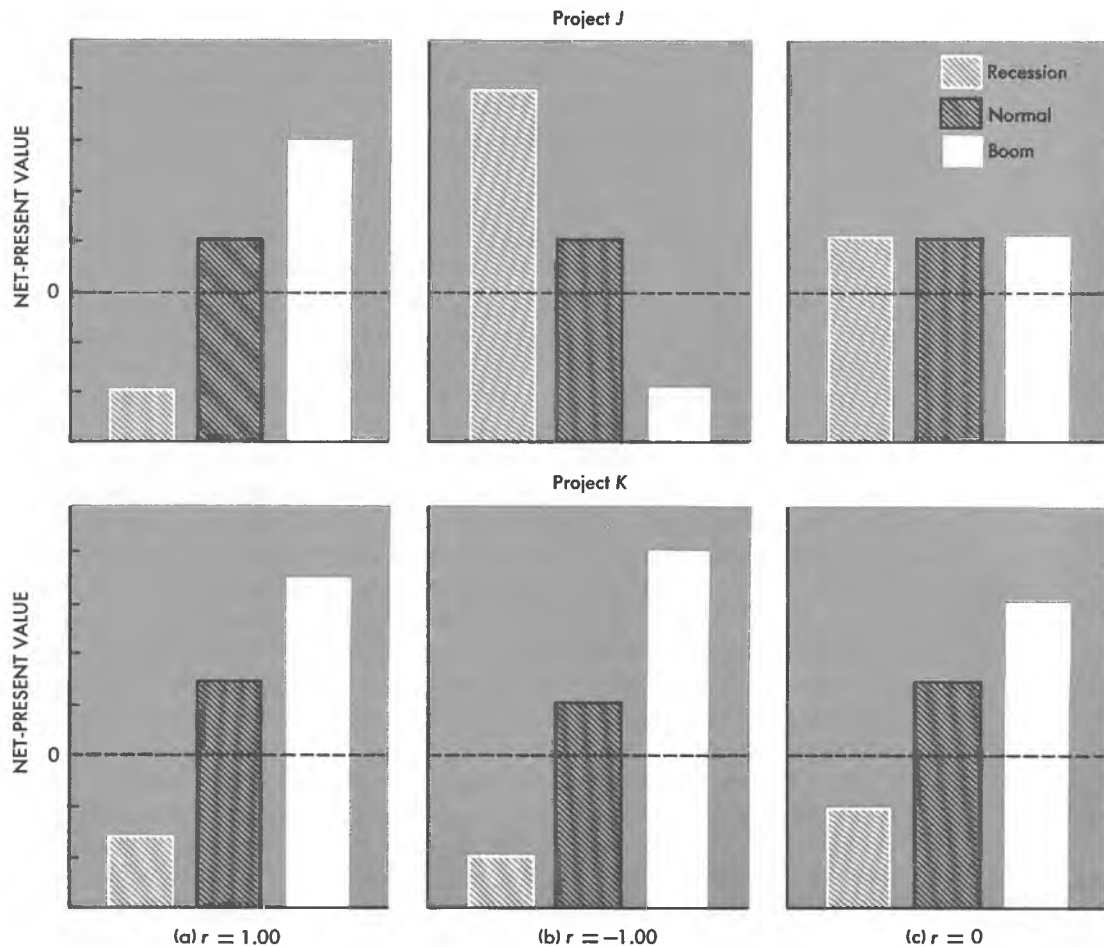 Project J
Recession
Normal
Boom
NET-PRESENT VALUE
0
Project K
NET-PRESENT VALUE
0
(a) r = 1.00
(b) r = −1.00
(c) r = 0